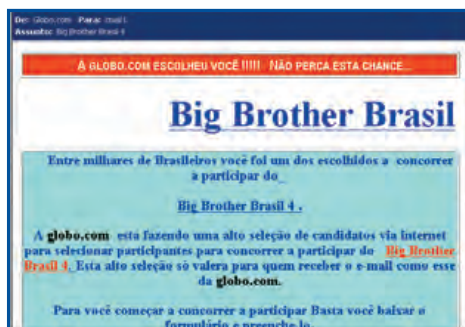 De: Globo.com Para: email
Assunto: Big Brother Brasil 4
A GLOBO.COM ESCOLHEU VOCÊ !!!!! NÃO PERCA ESTA CHANCE...
Big Brother Brasil
Entre milhares de Brasileiros você foi um dos escolhidos a concorrer
a participar do
Big Brother Brasil 4 .
A globo.com esta fazendo uma alto seleção de candidatos via internet
para selecionar participantes para concorrer a participar do Big Brother
Brasil 4. Esta alto seleção só valera para quem receber o e-mail como esse
da globo.com.
Para você começar a concorrer a participar Basta você baixar o
formulário e preenche-lo